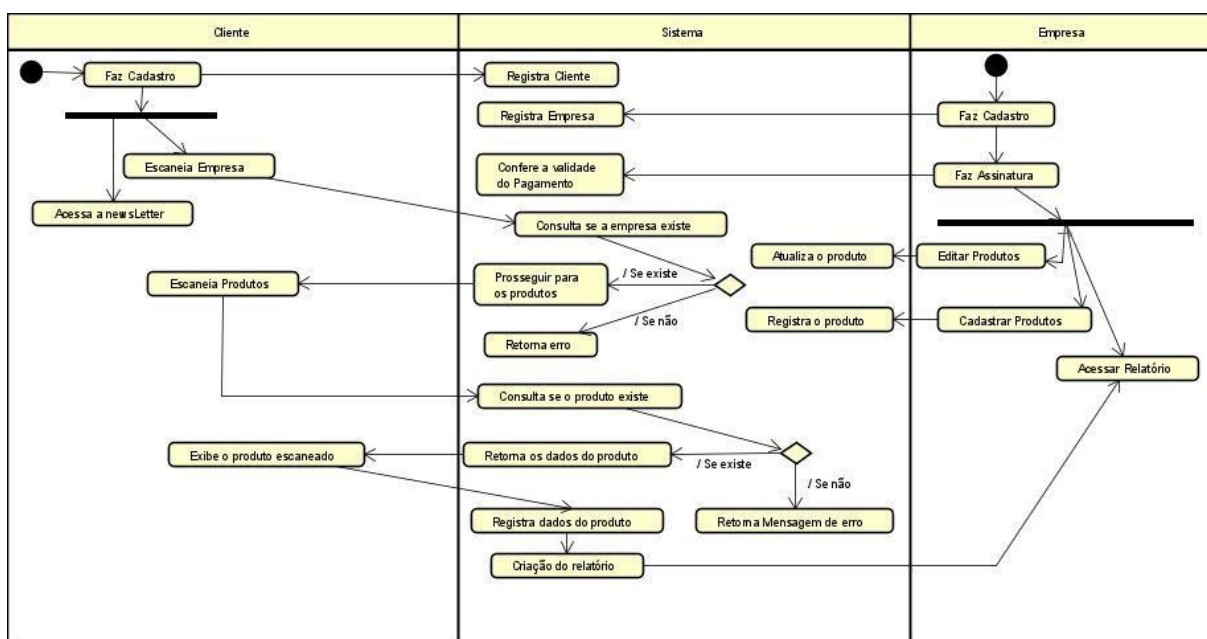 Cliente
Sistema
Empresa
Faz Cadastro
Registra Cliente
Registra Empresa
Faz Cadastro
Escaneia Empresa
Confere a validade
do Pagamento
Faz Assinatura
Acessa a newsLetter
Consulta se a empresa existe
Atualiza o produto
Editar Produtos
/ Se existe
Escaneia Produtos
Prosseguir para
os produtos
/ Se não
Registra o produto
Cadastrar Produtos
Retorna erro
Acessar Relatório
Consulta se o produto existe
Exibe o produto escaneado
Retorna os dados do produto
/ Se existe
/ Se não
Registra dados do produto
Retorna Mensagem de erro
Criação do relatório